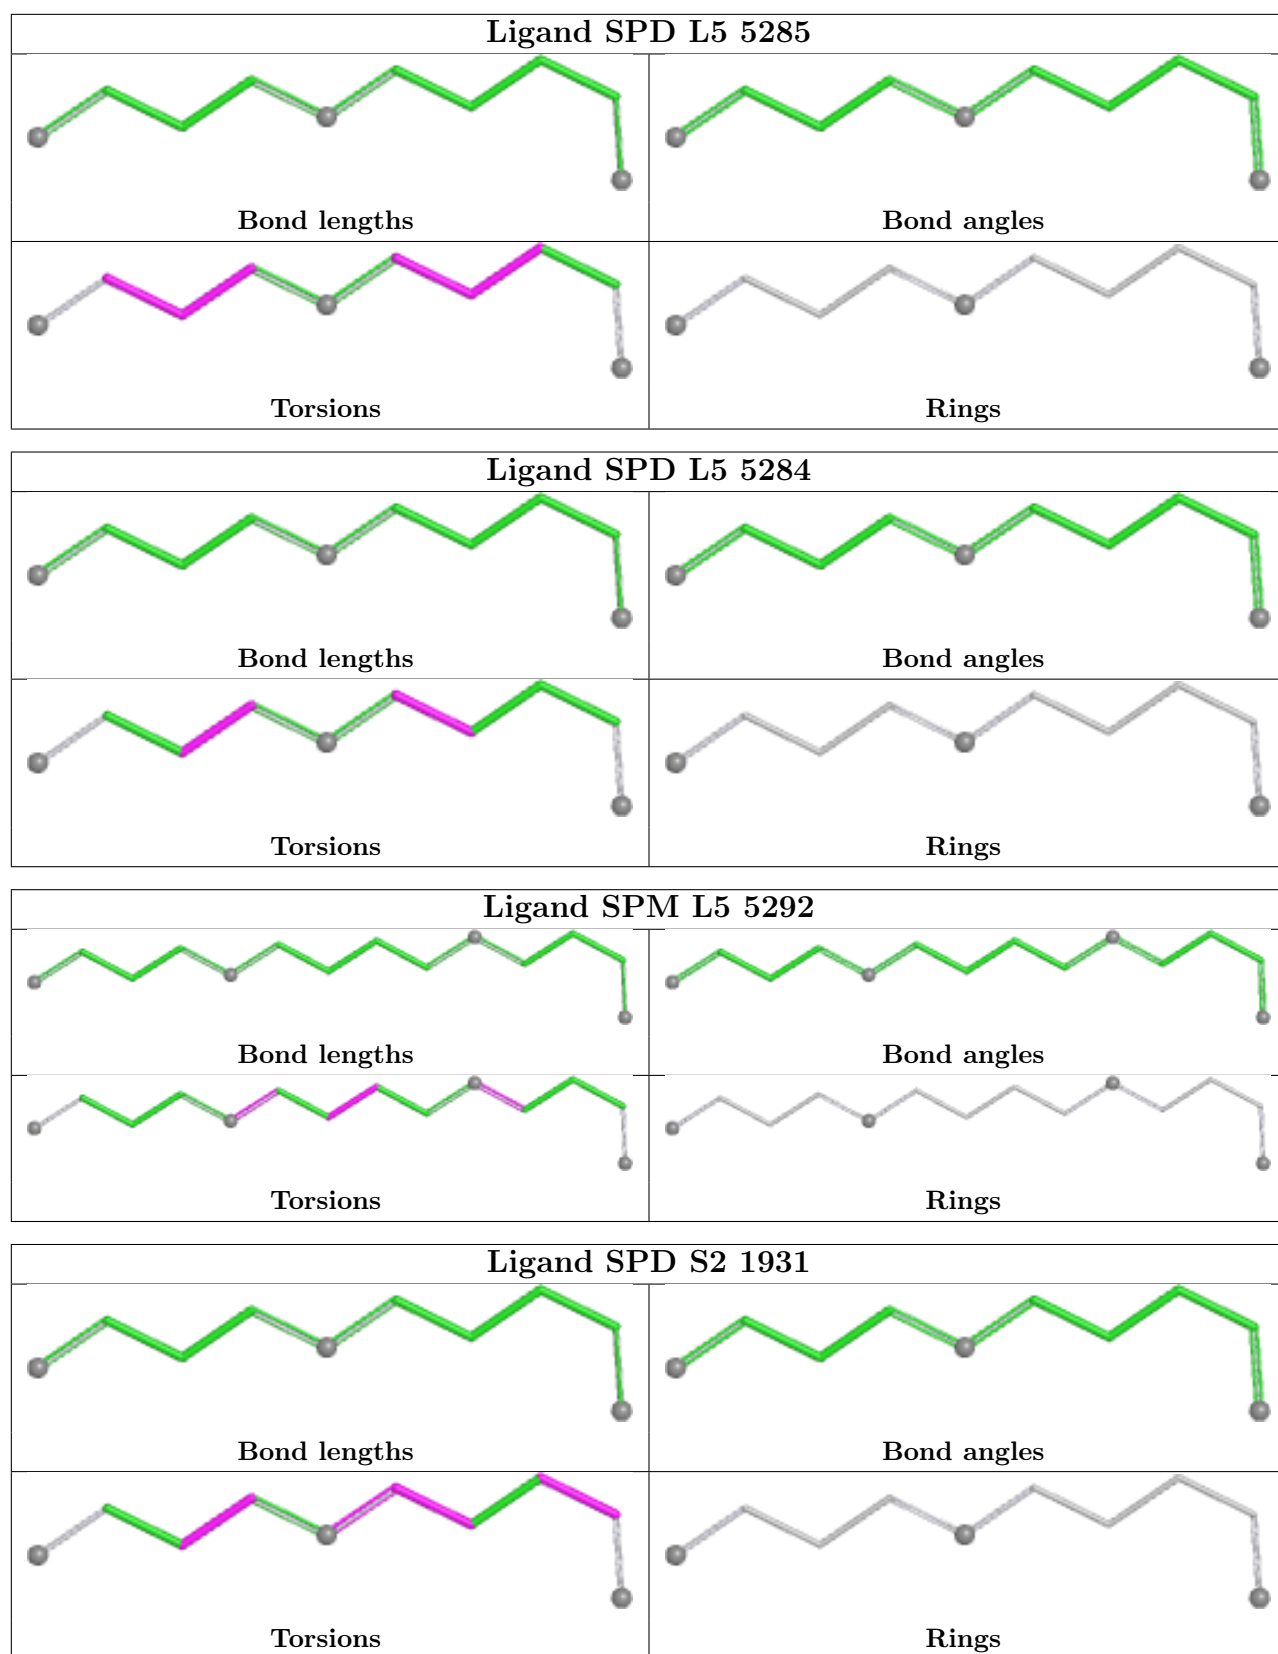 Ligand SPD L5 5285
Bond lengths
Bond angles
Torsions
Rings
Ligand SPD L5 5284
Bond lengths
Bond angles
Torsions
Rings
Ligand SPM L5 5292
Bond lengths
Bond angles
Torsions
Rings
Ligand SPD S2 1931
Bond lengths
Bond angles
Torsions
Rings